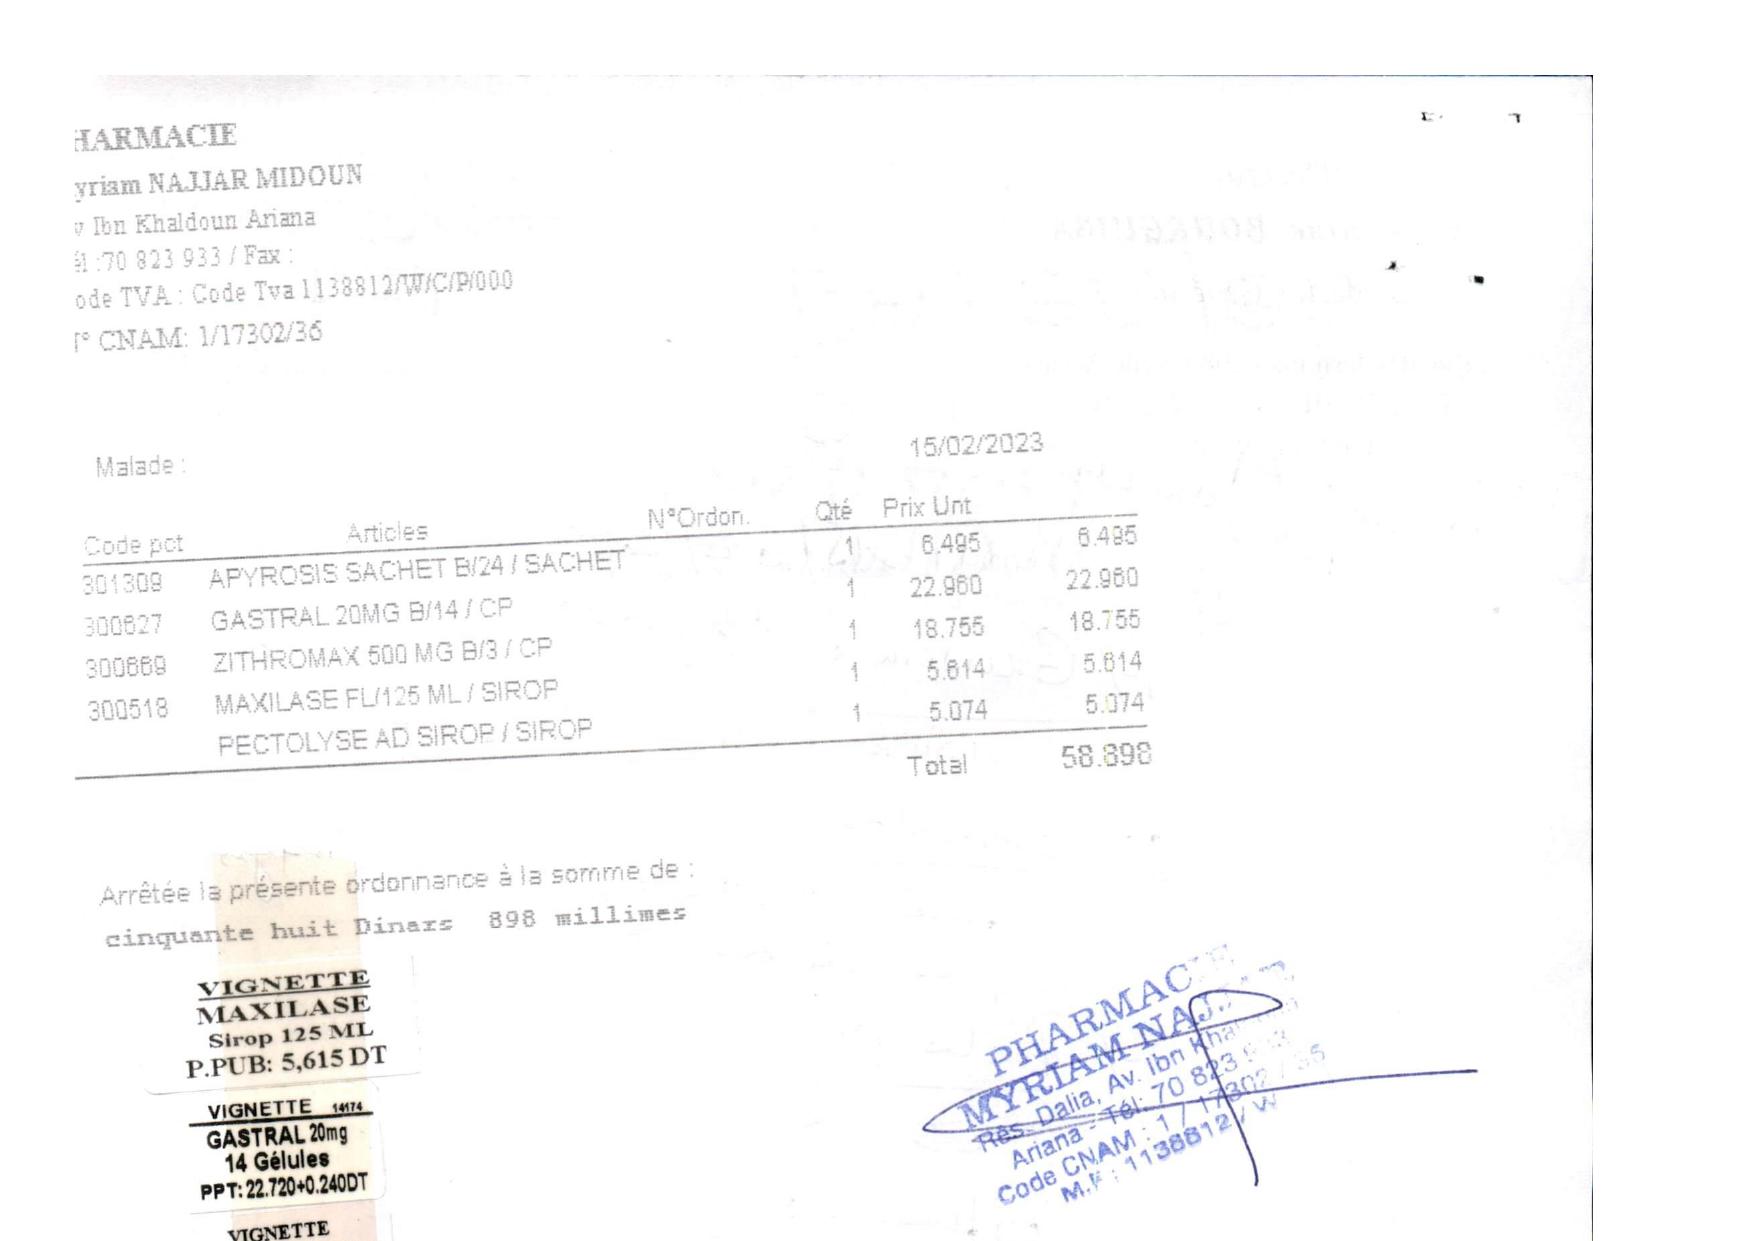 HARMACIE
yriam NAJJAR MIDOUN
v Ibn Khaldoun Ariana
él :70 823 933 / Fax :
ode TVA : Code Tva 1138812/W/C/P/000
° CNAM: 1/17302/36
Malade :
15/02/2023
Code pct Articles N°Ordon. Qté Prix Unt
301309 APYROSIS SACHET B/24 / SACHET 1 6.495 6.495
300627 GASTRAL 20MG B/14 / CP 1 22.960 22.960
300669 ZITHROMAX 500 MG B/3 / CP 1 18.755 18.755
300518 MAXILASE FL/125 ML / SIROP 1 5.614 5.614
PECTOLYSE AD SIROP / SIROP 1 5.074 5.074
Total 58.898
Arrêtée la présente ordonnance à la somme de :
cinquante huit Dinars 898 millimes
VIGNETTE
MAXILASE
Sirop 125 ML
P.PUB: 5,615 DT
VIGNETTE 14174
GASTRAL 20mg
14 Gélules
PPT: 22.720+0.240DT
VIGNETTE
PHARMACIE
MYRIAM NAJJ
Rés. Dalia, Av. Ibn Khal
Ariana - Tél: 70 823 933
Code CNAM : 1 / 17302 / 36
M.F : 1138812 / W